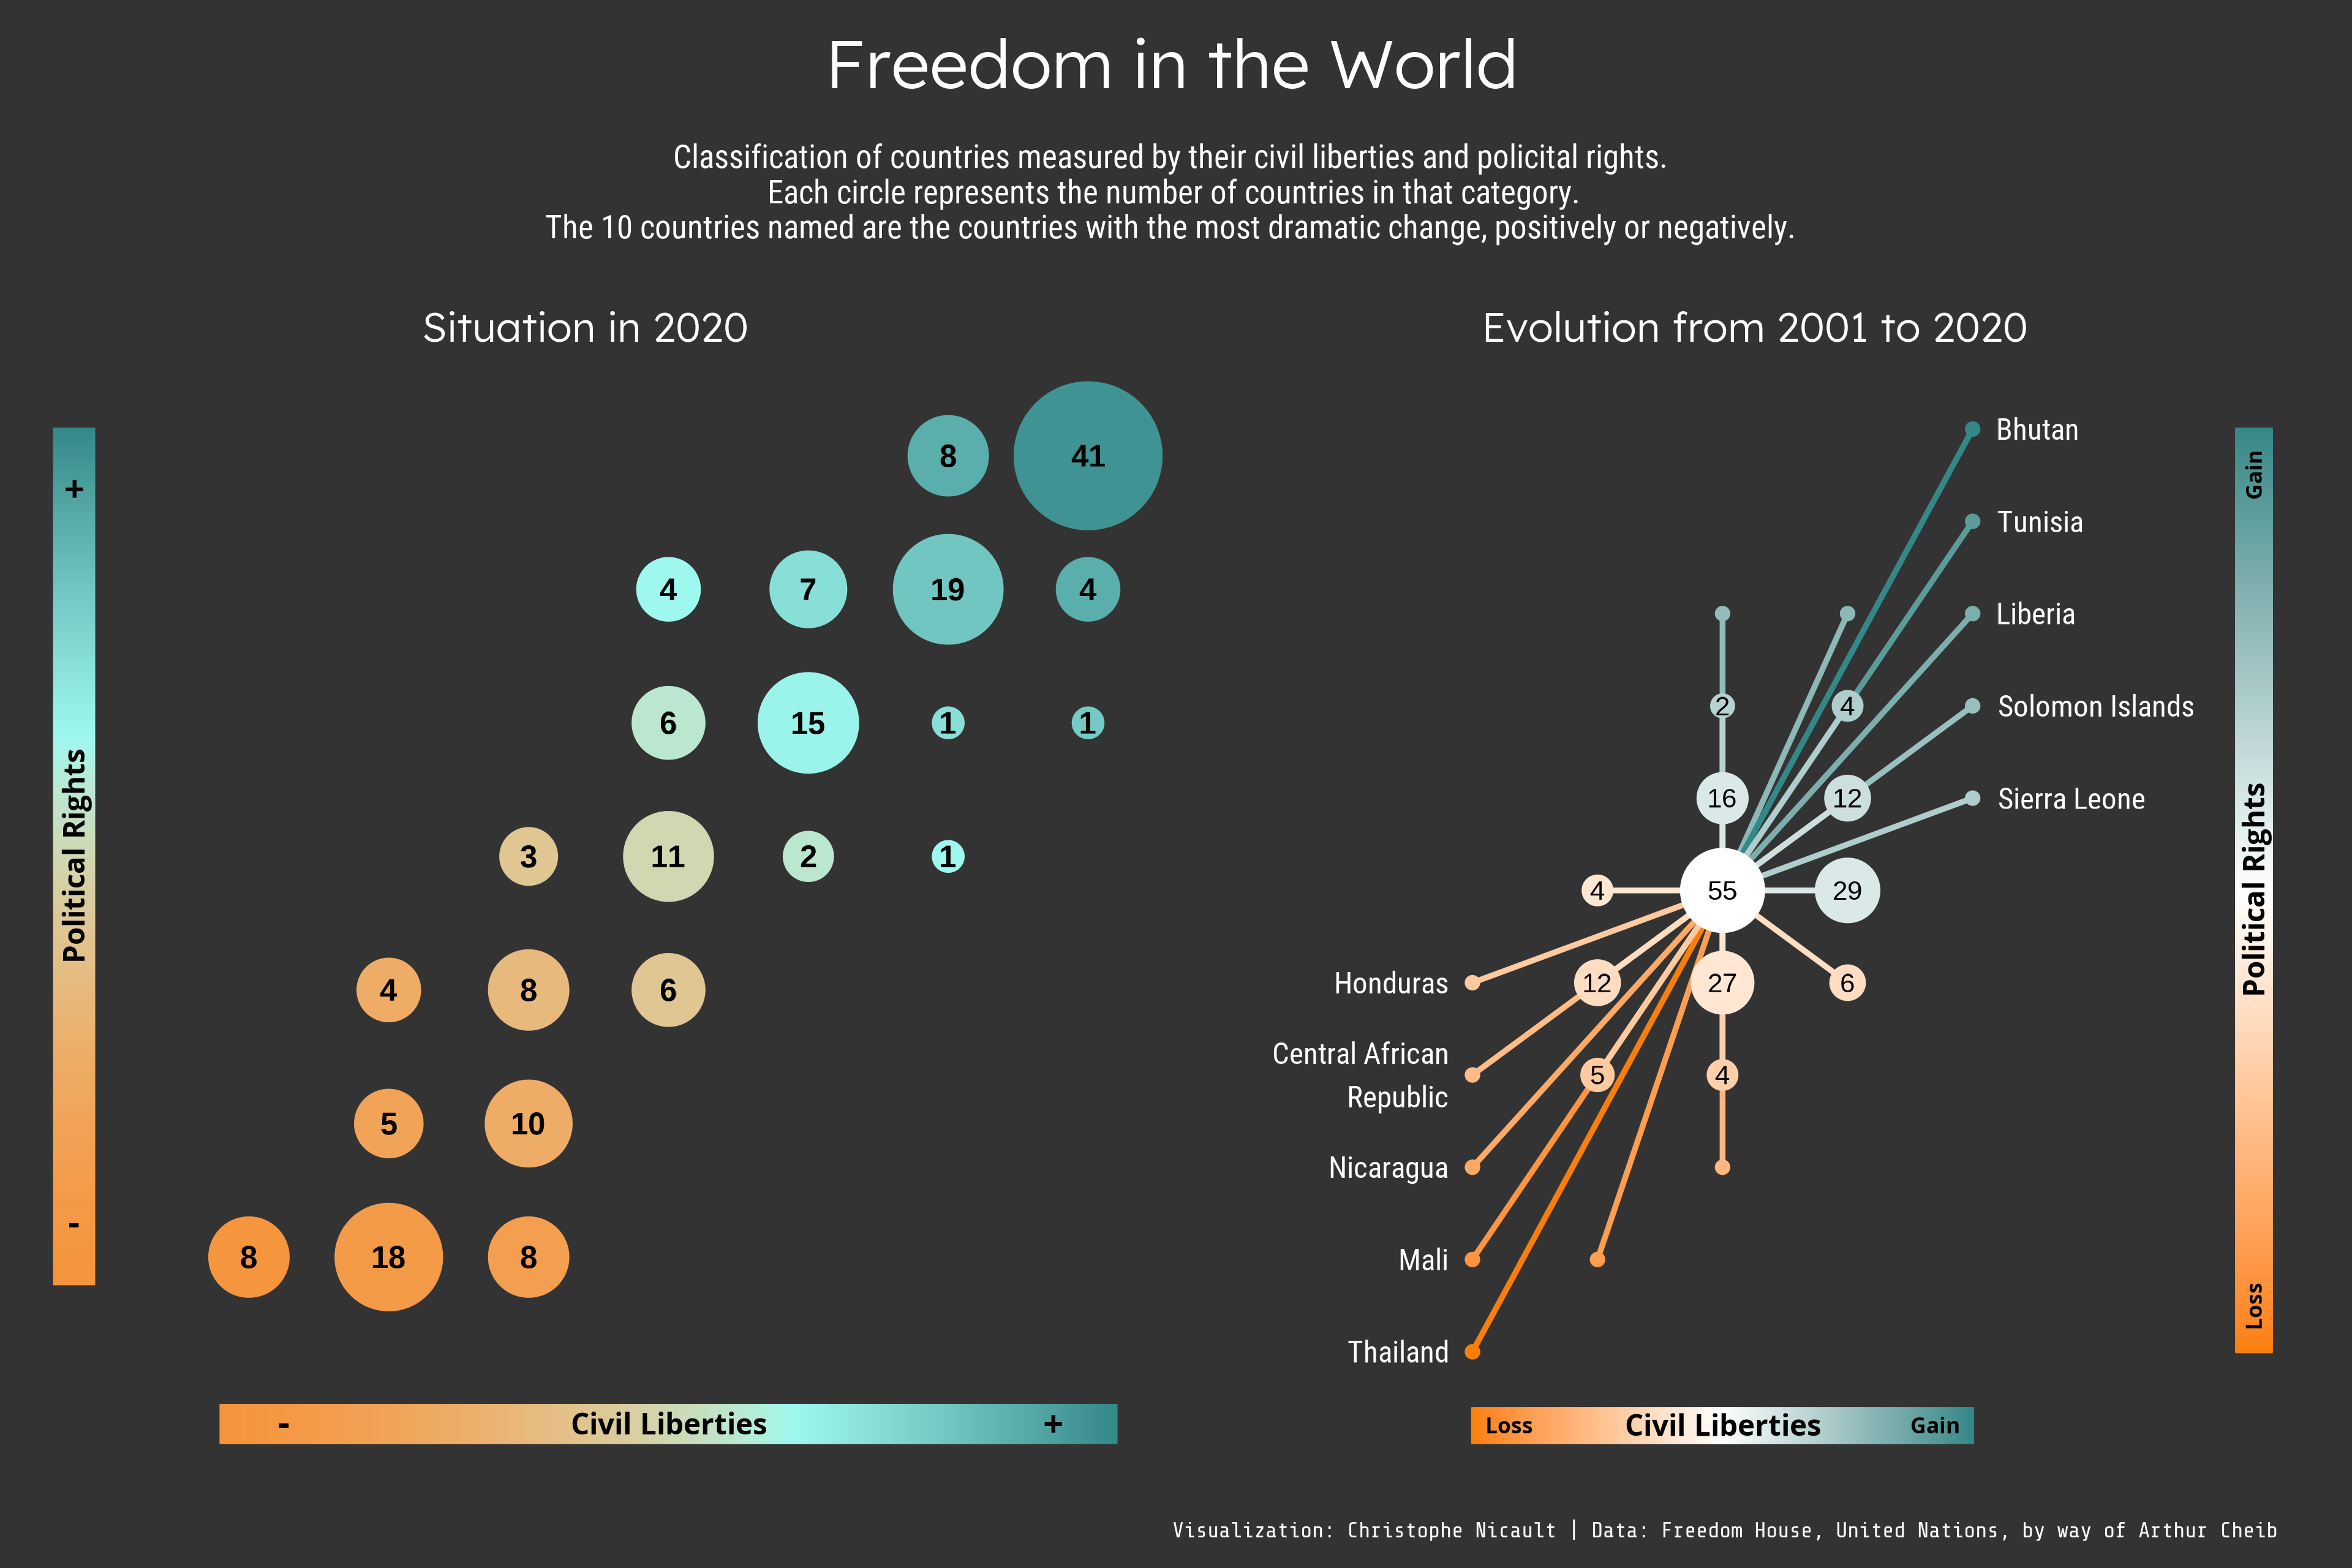 Freedom in the World
Classification of countries measured by their civil liberties and policital rights.
Each circle represents the number of countries in that category.
The 10 countries named are the countries with the most dramatic change, positively or negatively.
Situation in 2020
+
Political Rights
-
8 41
4 7 19 4
6 15 1 1
3 11 2 1
4 8 6
5 10
8 18 8
- Civil Liberties +
Evolution from 2001 to 2020
Bhutan
Tunisia
Liberia
2 4 Solomon Islands
16 12 Sierra Leone
4 55 29
Honduras 12 27 6
Central African
Republic
5 4
Nicaragua
Mali
Thailand
Gain
Political Rights
Loss
Loss Civil Liberties Gain
Visualization: Christophe Nicault | Data: Freedom House, United Nations, by way of Arthur Cheib